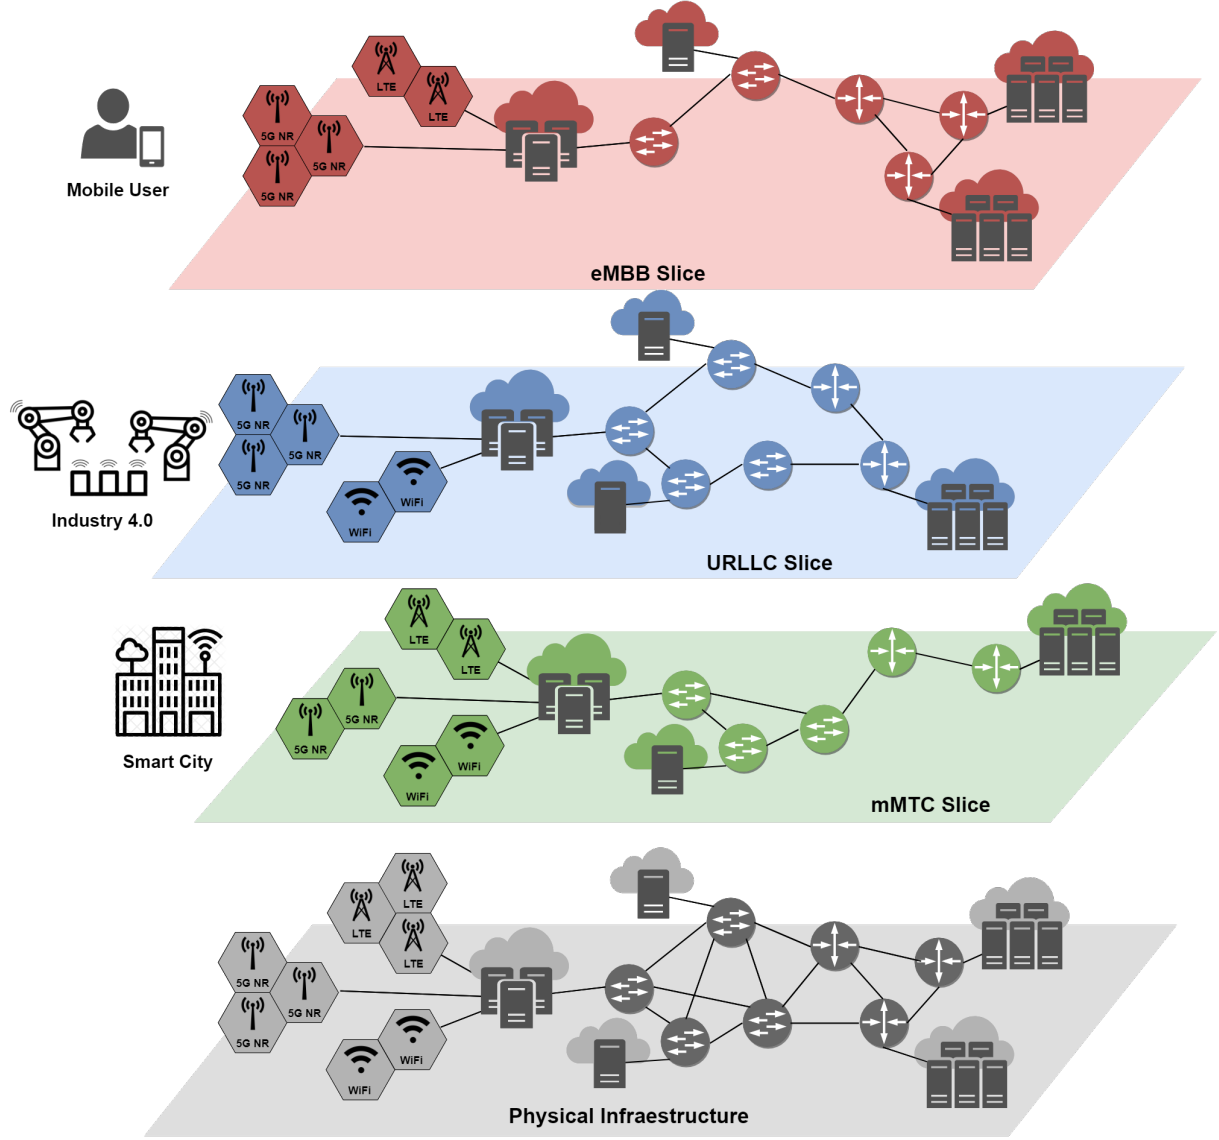 LTE
LTE
5G NR
5G NR
5G NR
Mobile User
eMBB Slice
5G NR
5G NR
5G NR
WiFi
WiFi
Industry 4.0
URLLC Slice
LTE
LTE
5G NR
5G NR
WiFi
WiFi
Smart City
mMTC Slice
LTE
LTE
LTE
5G NR
5G NR
5G NR
WiFi
WiFi
Physical Infraestructure